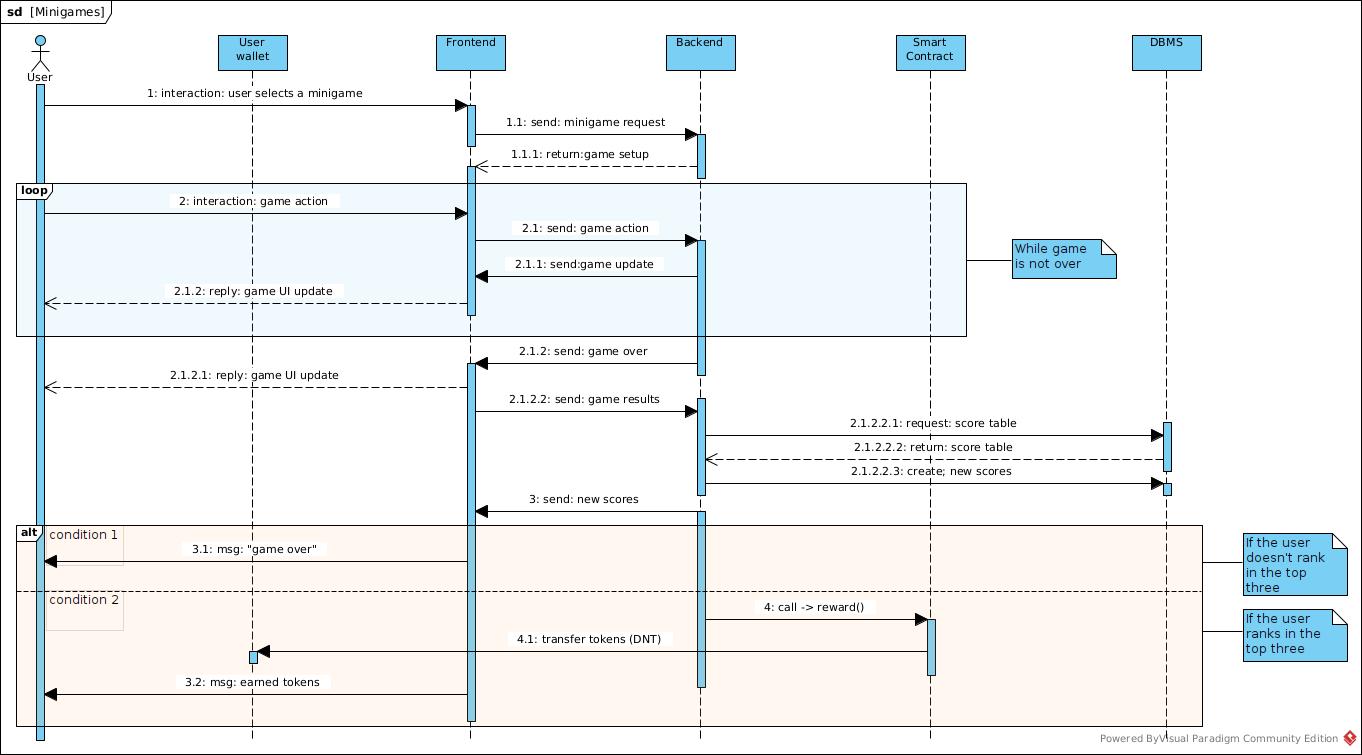 sd [Minigames]
User
User
wallet
Frontend
Backend
Smart
Contract
DBMS
1: interaction: user selects a minigame
1.1: send: minigame request
1.1.1: return:game setup
loop
2: interaction: game action
2.1: send: game action
While game
is not over
2.1.1: send:game update
2.1.2: reply: game UI update
2.1.2: send: game over
2.1.2.1: reply: game UI update
2.1.2.2: send: game results
2.1.2.2.1: request: score table
2.1.2.2.2: return: score table
2.1.2.2.3: create; new scores
3: send: new scores
alt
condition 1
If the user
doesn't rank
in the top
three
3.1: msg: "game over"
condition 2
4: call -> reward()
If the user
ranks in the
top three
4.1: transfer tokens (DNT)
3.2: msg: earned tokens
Powered ByVisual Paradigm Community Edition